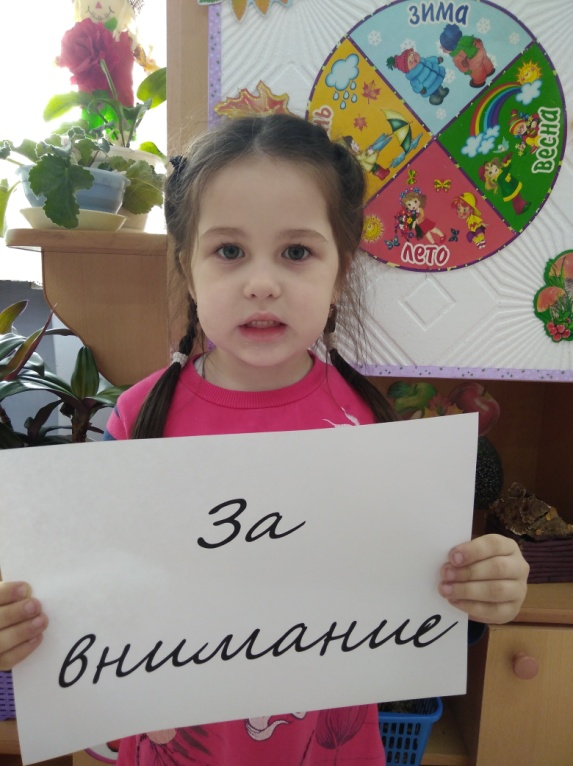 зима
весна
лето
За
внимание